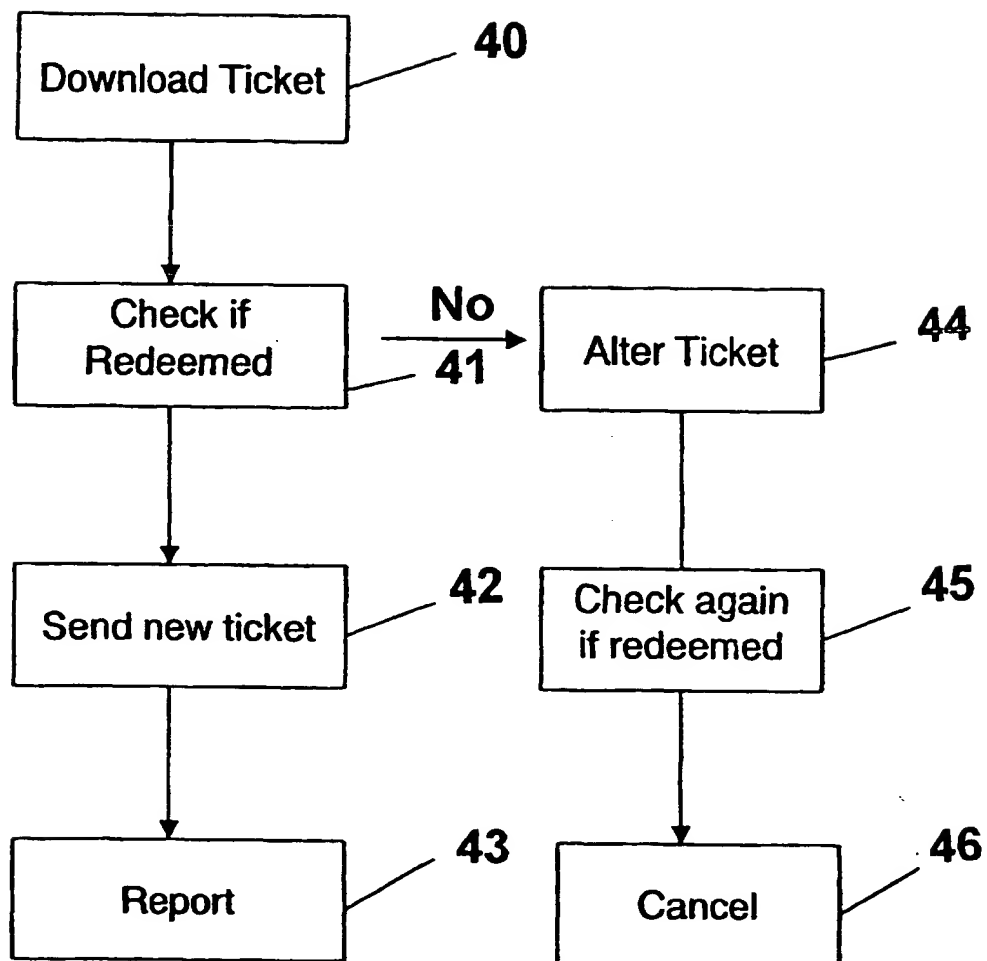 40
Download Ticket
Check if
Redeemed
No
41
Alter Ticket
44
42
Send new ticket
Check again
if redeemed
45
43
Report
46
Cancel